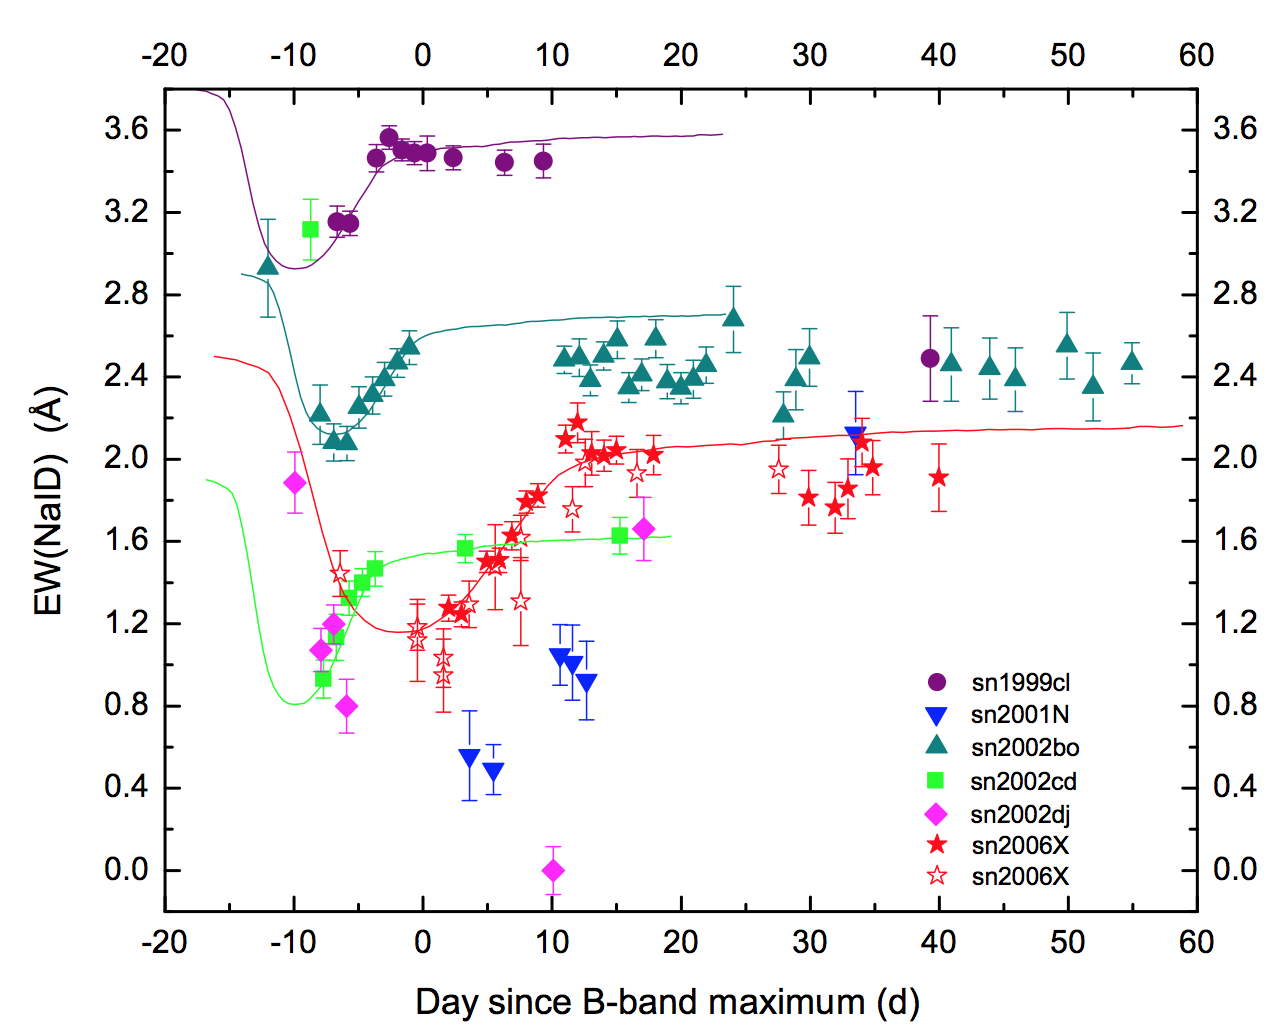 -20 -10 0 10 20 30 40 50 60
3.6 3.6
3.2 3.2
2.8 2.8
2.4 2.4
2.0 2.0
1.6 1.6
1.2 1.2
0.8 0.8
0.4 0.4
0.0 0.0
EW(NaID) (Å)
sn1999cl
sn2001N
sn2002bo
sn2002cd
sn2002dj
sn2006X
sn2006X
-20 -10 0 10 20 30 40 50 60
Day since B-band maximum (d)